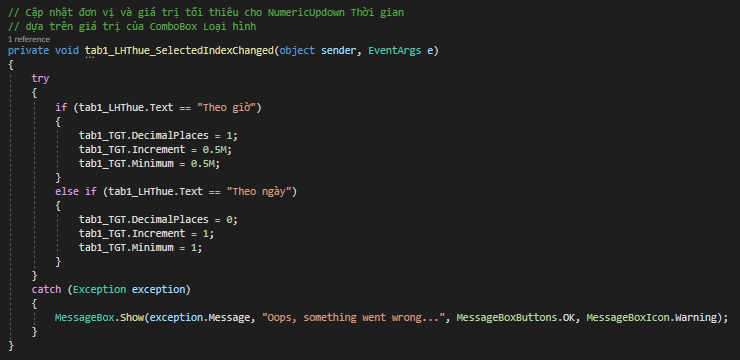 // Cập nhật đơn vị và giá trị tối thiểu cho NumericUpdown Thời gian
// dựa trên giá trị của ComboBox Loại hình
1 reference
private void tab1_LHThue_SelectedIndexChanged(object sender, EventArgs e)
{
try
{
if (tab1_LHThue.Text == "Theo giờ")
{
tab1_TGT.DecimalPlaces = 1;
tab1_TGT.Increment = 0.5M;
tab1_TGT.Minimum = 0.5M;
}
else if (tab1_LHThue.Text == "Theo ngày")
{
tab1_TGT.DecimalPlaces = 0;
tab1_TGT.Increment = 1;
tab1_TGT.Minimum = 1;
}
}
catch (Exception exception)
{
MessageBox.Show(exception.Message, "Oops, something went wrong...", MessageBoxButtons.OK, MessageBoxIcon.Warning);
}
}